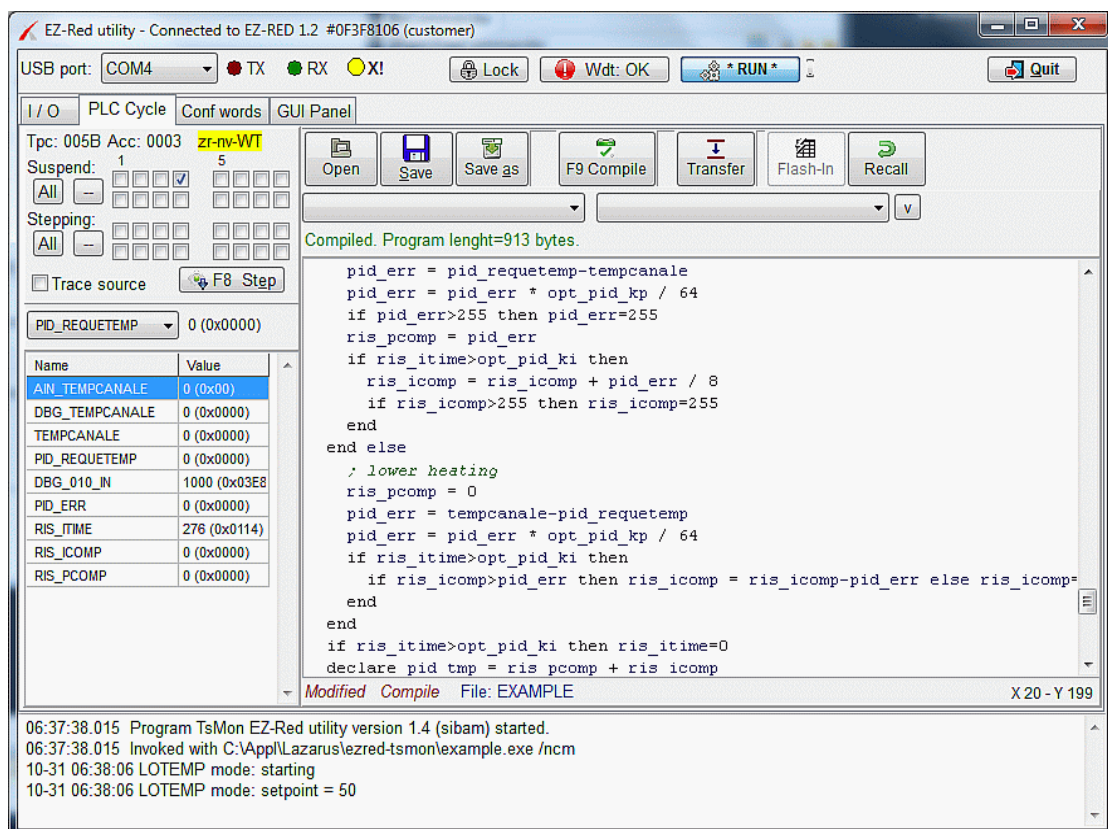 EZ-Red utility - Connected to EZ-RED 1.2 #0F3F8106 (customer)
USB port: COM4 TX RX X! Lock Wdt: OK * RUN * Quit
I / O PLC Cycle Conf words GUI Panel
Tpc: 005B Acc: 0003 zr-nv-WT
Suspend: 1 5
All --
Stepping:
All --
Trace source F8 Step
PID_REQUETEMP 0 (0x0000)
Name Value
AIN_TEMPCANALE 0 (0x00)
DBG_TEMPCANALE 0 (0x0000)
TEMPCANALE 0 (0x0000)
PID_REQUETEMP 0 (0x0000)
DBG_010_IN 1000 (0x03E8
PID_ERR 0 (0x0000)
RIS_ITIME 276 (0x0114)
RIS_ICOMP 0 (0x0000)
RIS_PCOMP 0 (0x0000)
Open Save Save as F9 Compile Transfer Flash-In Recall
v
Compiled. Program lenght=913 bytes.
pid_err = pid_requetemp-tempcanale
pid_err = pid_err * opt_pid_kp / 64
if pid_err>255 then pid_err=255
ris_pcomp = pid_err
if ris_itime>opt_pid_ki then
ris_icomp = ris_icomp + pid_err / 8
if ris_icomp>255 then ris_icomp=255
end
end else
; lower heating
ris_pcomp = 0
pid_err = tempcanale-pid_requetemp
pid_err = pid_err * opt_pid_kp / 64
if ris_itime>opt_pid_ki then
if ris_icomp>pid_err then ris_icomp = ris_icomp-pid_err else ris_icomp=
end
end
if ris_itime>opt_pid_ki then ris_itime=0
declare pid_tmp = ris_pcomp + ris_icomp
Modified Compile File: EXAMPLE X 20 - Y 199
06:37:38.015 Program TsMon EZ-Red utility version 1.4 (sibam) started.
06:37:38.015 Invoked with C:\Appl\Lazarus\ezred-tsmon\example.exe /ncm
10-31 06:38:06 LOTEMP mode: starting
10-31 06:38:06 LOTEMP mode: setpoint = 50